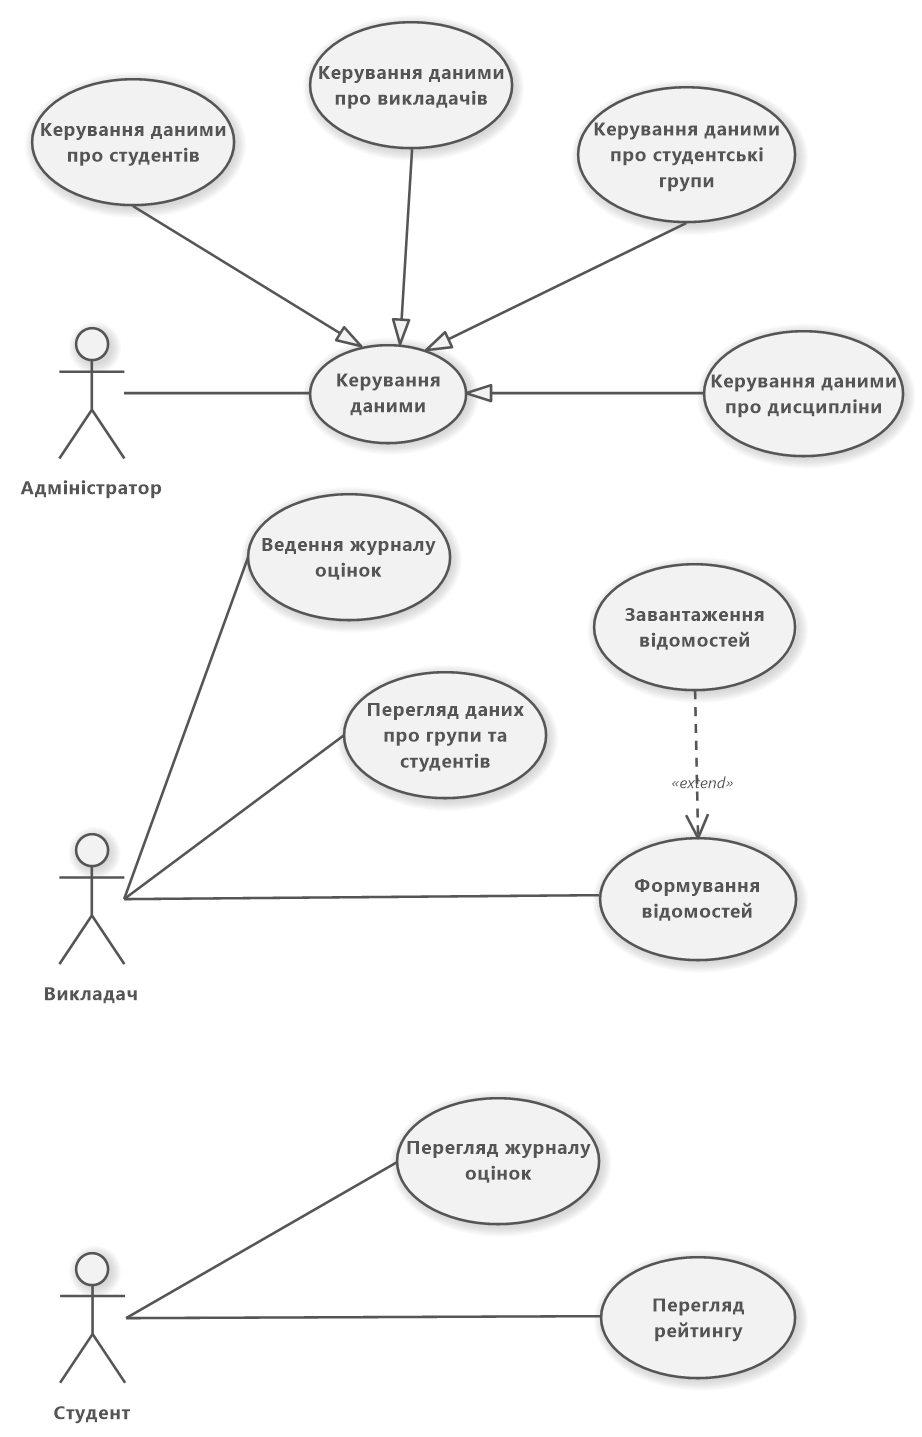 Керування даними
про викладачів
Керування даними
про студентів
Керування даними
про студентські
групи
Керування
даними
Керування даними
про дисципліни
Адміністратор
Ведення журналу
оцінок
Завантаження
відомостей
Перегляд даних
про групи та
студентів
«extend»
Формування
відомостей
Викладач
Перегляд журналу
оцінок
Перегляд
рейтингу
Студент